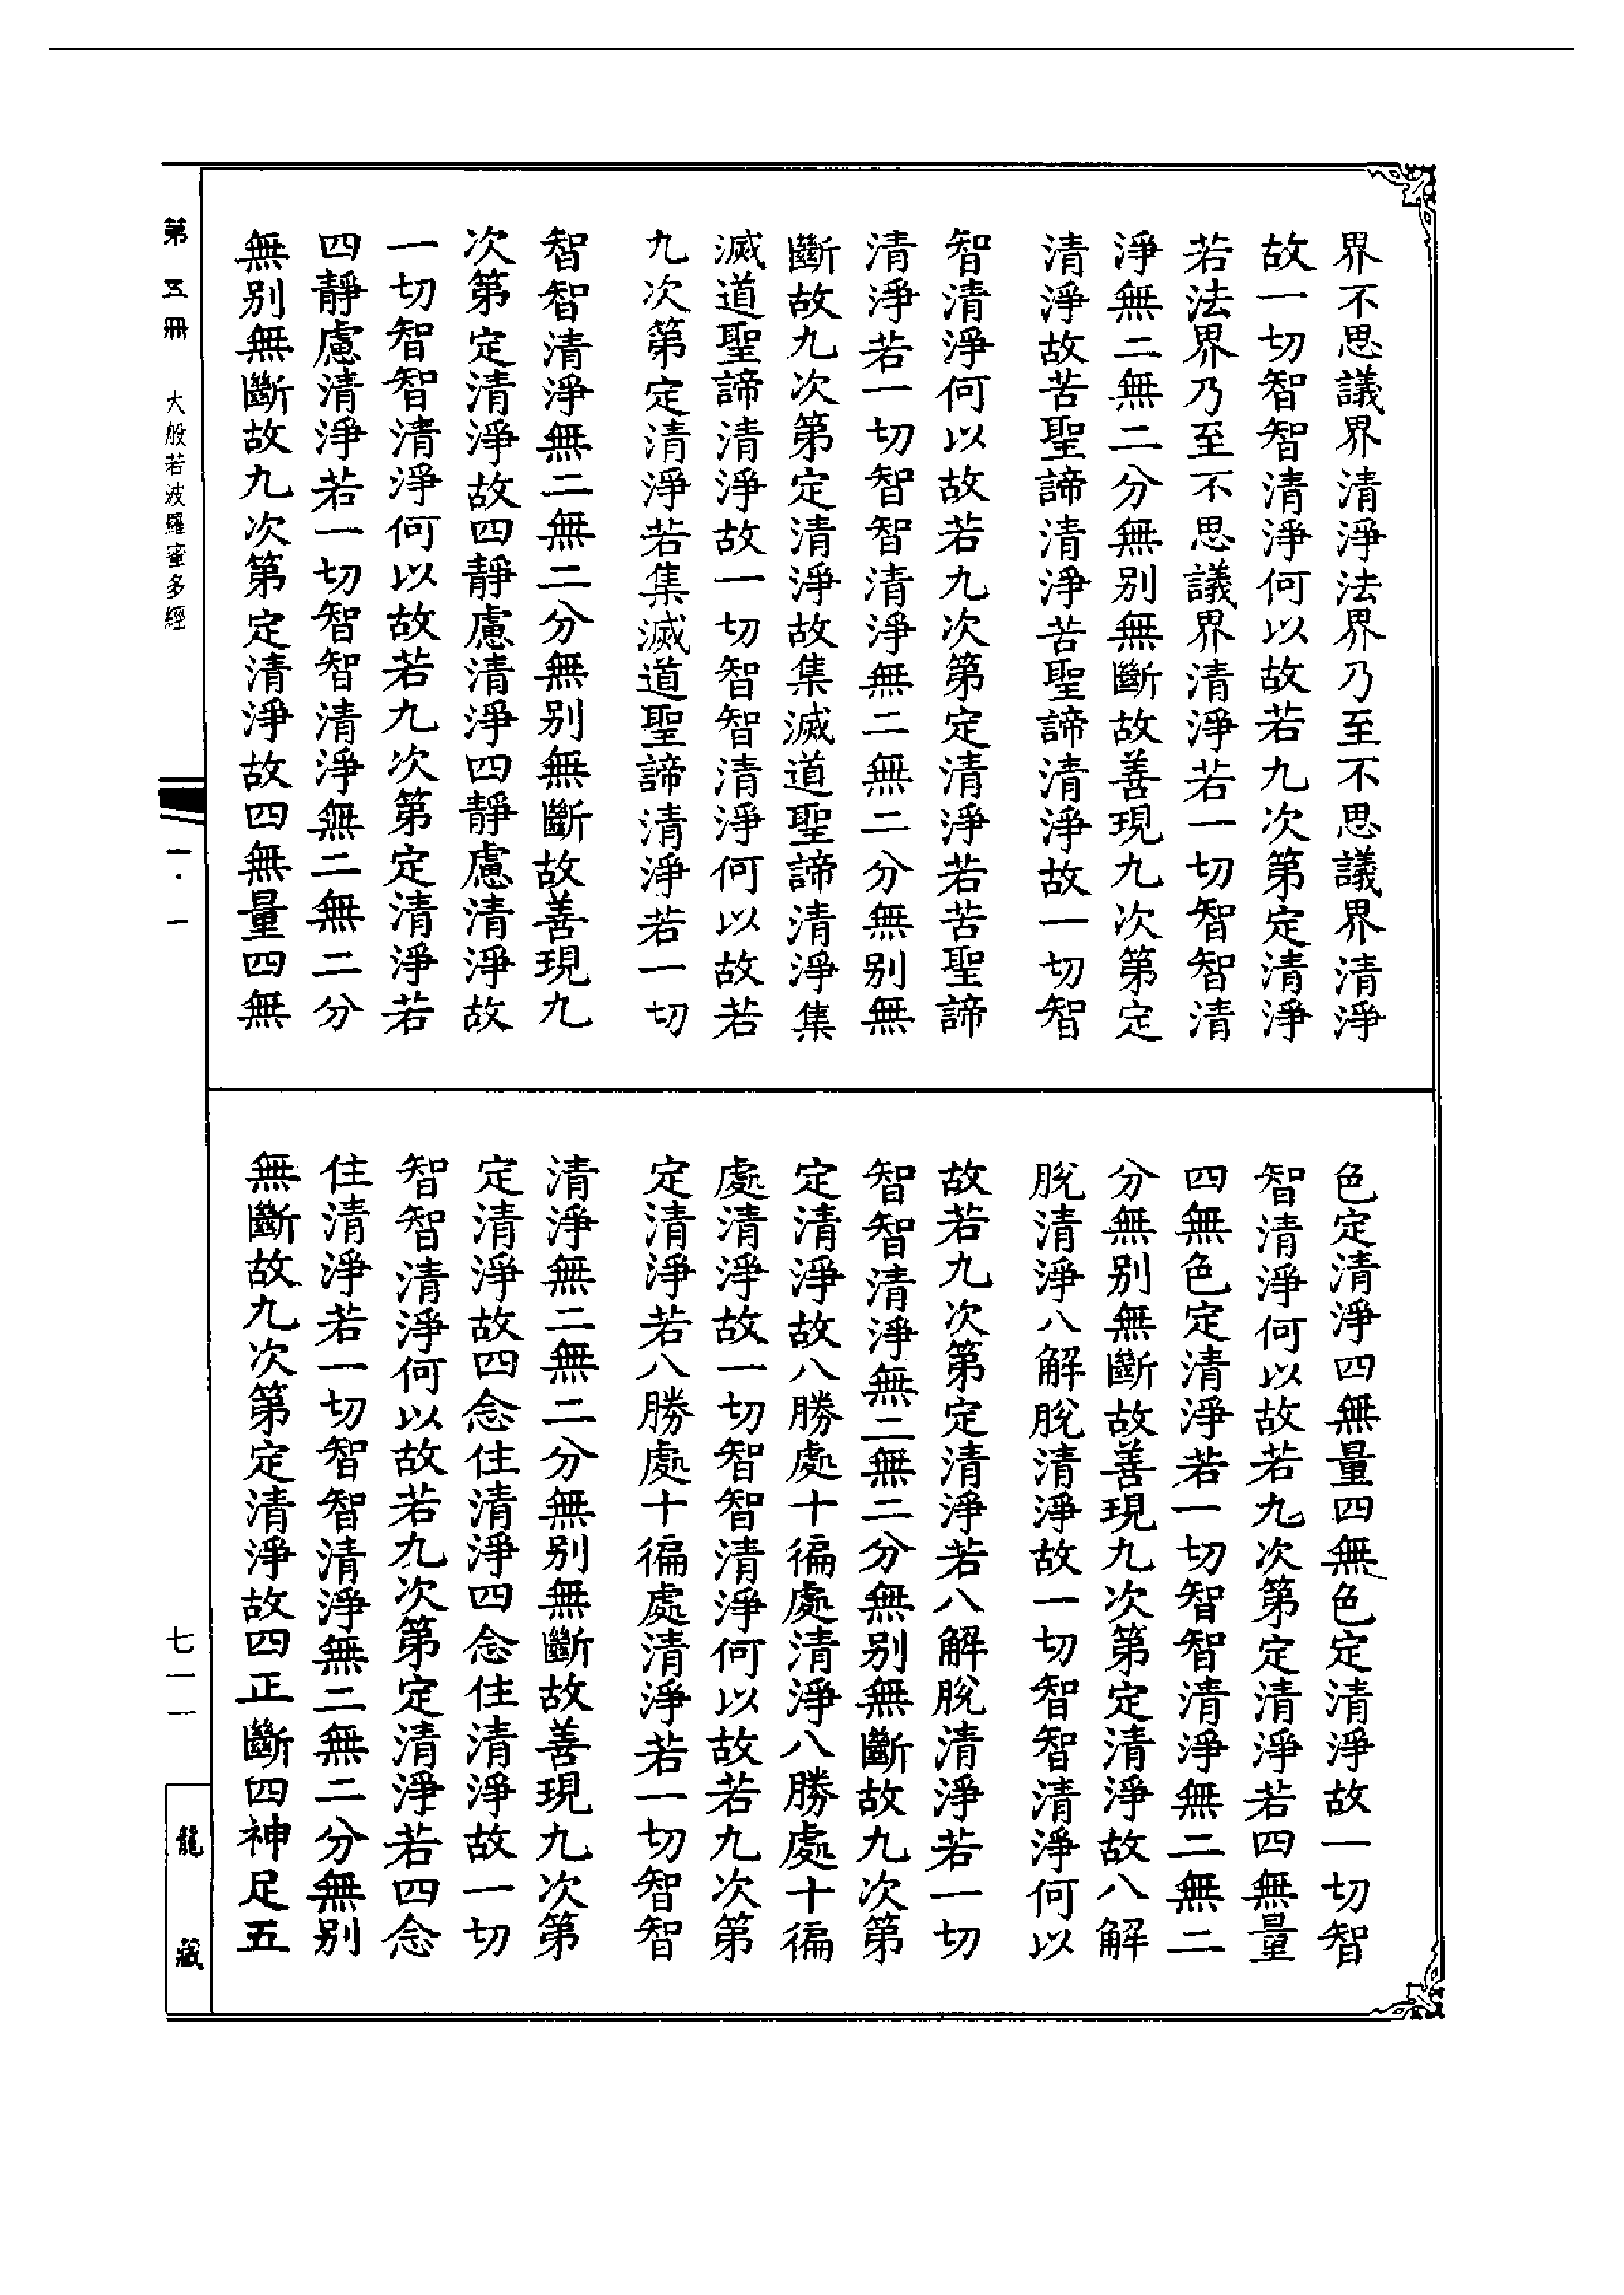 界不思議界清淨法界乃至不思議界清淨
故一切智智清淨何以故若九次第定清淨
若法界乃至不思議界清淨若一切智智清
淨無二無二分無別無斷故善現九次第定
清淨故苦聖諦清淨苦聖諦清淨故一切智
智清淨何以故若九次第定清淨若苦聖諦
清淨若一切智智清淨無二無二分無別無
斷故九次第定清淨故集滅道聖諦清淨集
滅道聖諦清淨故一切智智清淨何以故若
九次第定清淨若集滅道聖諦清淨若一切
智智清淨無二無二分無別無斷故善現九
次第定清淨故四靜慮清淨四靜慮清淨故
一切智智清淨何以故若九次第定清淨若
四靜慮清淨若一切智智清淨無二無二分
無別無斷故九次第定清淨故四無量四無
色定清淨四無量四無色定清淨故一切智
智清淨何以故若九次第定清淨若四無量
四無色定清淨若一切智智清淨無二無二
分無別無斷故善現九次第定清淨故八解
脫清淨八解脫清淨故一切智智清淨何以
故若九次第定清淨若八解脫清淨若一切
智智清淨無二無二分無別無斷故九次第
定清淨故八勝處十徧處清淨八勝處十徧
處清淨故一切智智清淨何以故若九次第
定清淨若八勝處十徧處清淨若一切智智
清淨無二無二分無別無斷故善現九次第
定清淨故四念住清淨四念住清淨故一切
智智清淨何以故若九次第定清淨若四念
住清淨若一切智智清淨無二無二分無別
無斷故九次第定清淨故四正斷四神足五
第五冊 大般若波羅蜜多經
一·一
七一一
龍藏